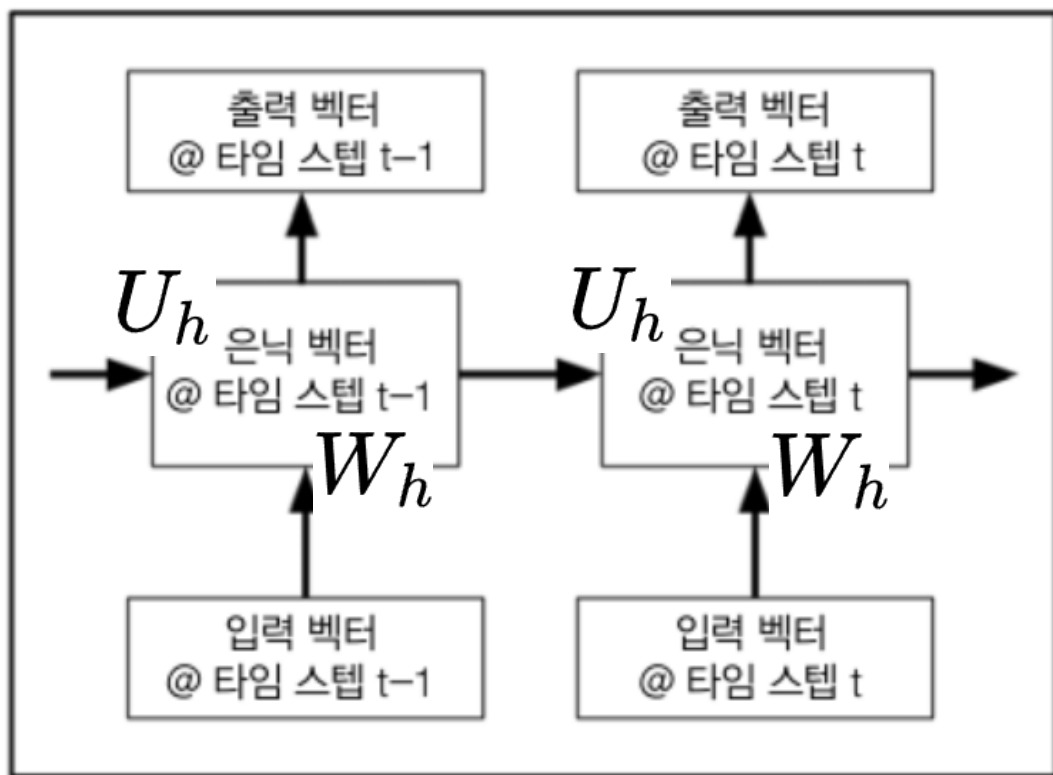 출력 벡터
@ 타임 스텝 t-1
출력 벡터
@ 타임 스텝 t
U_h
은닉 벡터
@ 타임 스텝 t-1
W_h
U_h
은닉 벡터
@ 타임 스텝 t
W_h
입력 벡터
@ 타임 스텝 t-1
입력 벡터
@ 타임 스텝 t